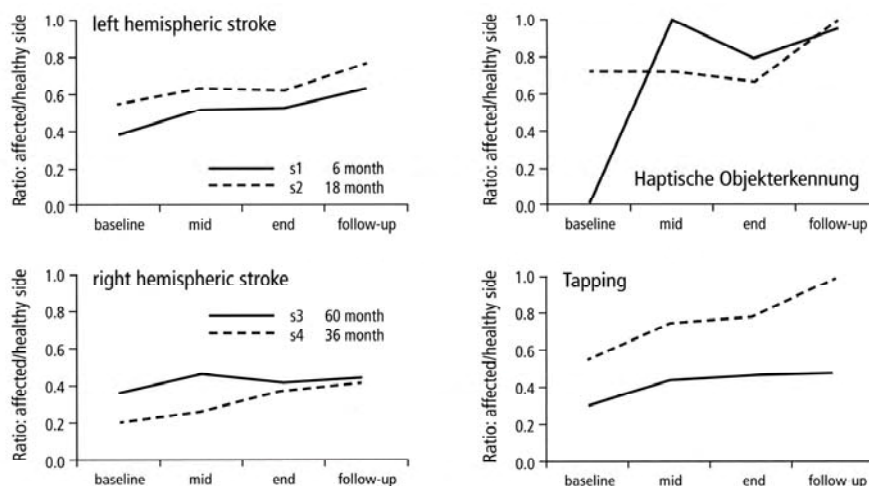 Ratio: affected/healthy side
1.0
0.8
0.6
0.4
0.2
0.0
left hemispheric stroke
s1 6 month
s2 18 month
baseline mid end follow-up
Ratio: affected/healthy side
1.0
0.8
0.6
0.4
0.2
0.0
Haptische Objekterkennung
baseline mid end follow-up
Ratio: affected/healthy side
1.0
0.8
0.6
0.4
0.2
0.0
right hemispheric stroke
s3 60 month
s4 36 month
baseline mid end follow-up
Ratio: affected/healthy side
1.0
0.8
0.6
0.4
0.2
0.0
Tapping
baseline mid end follow-up